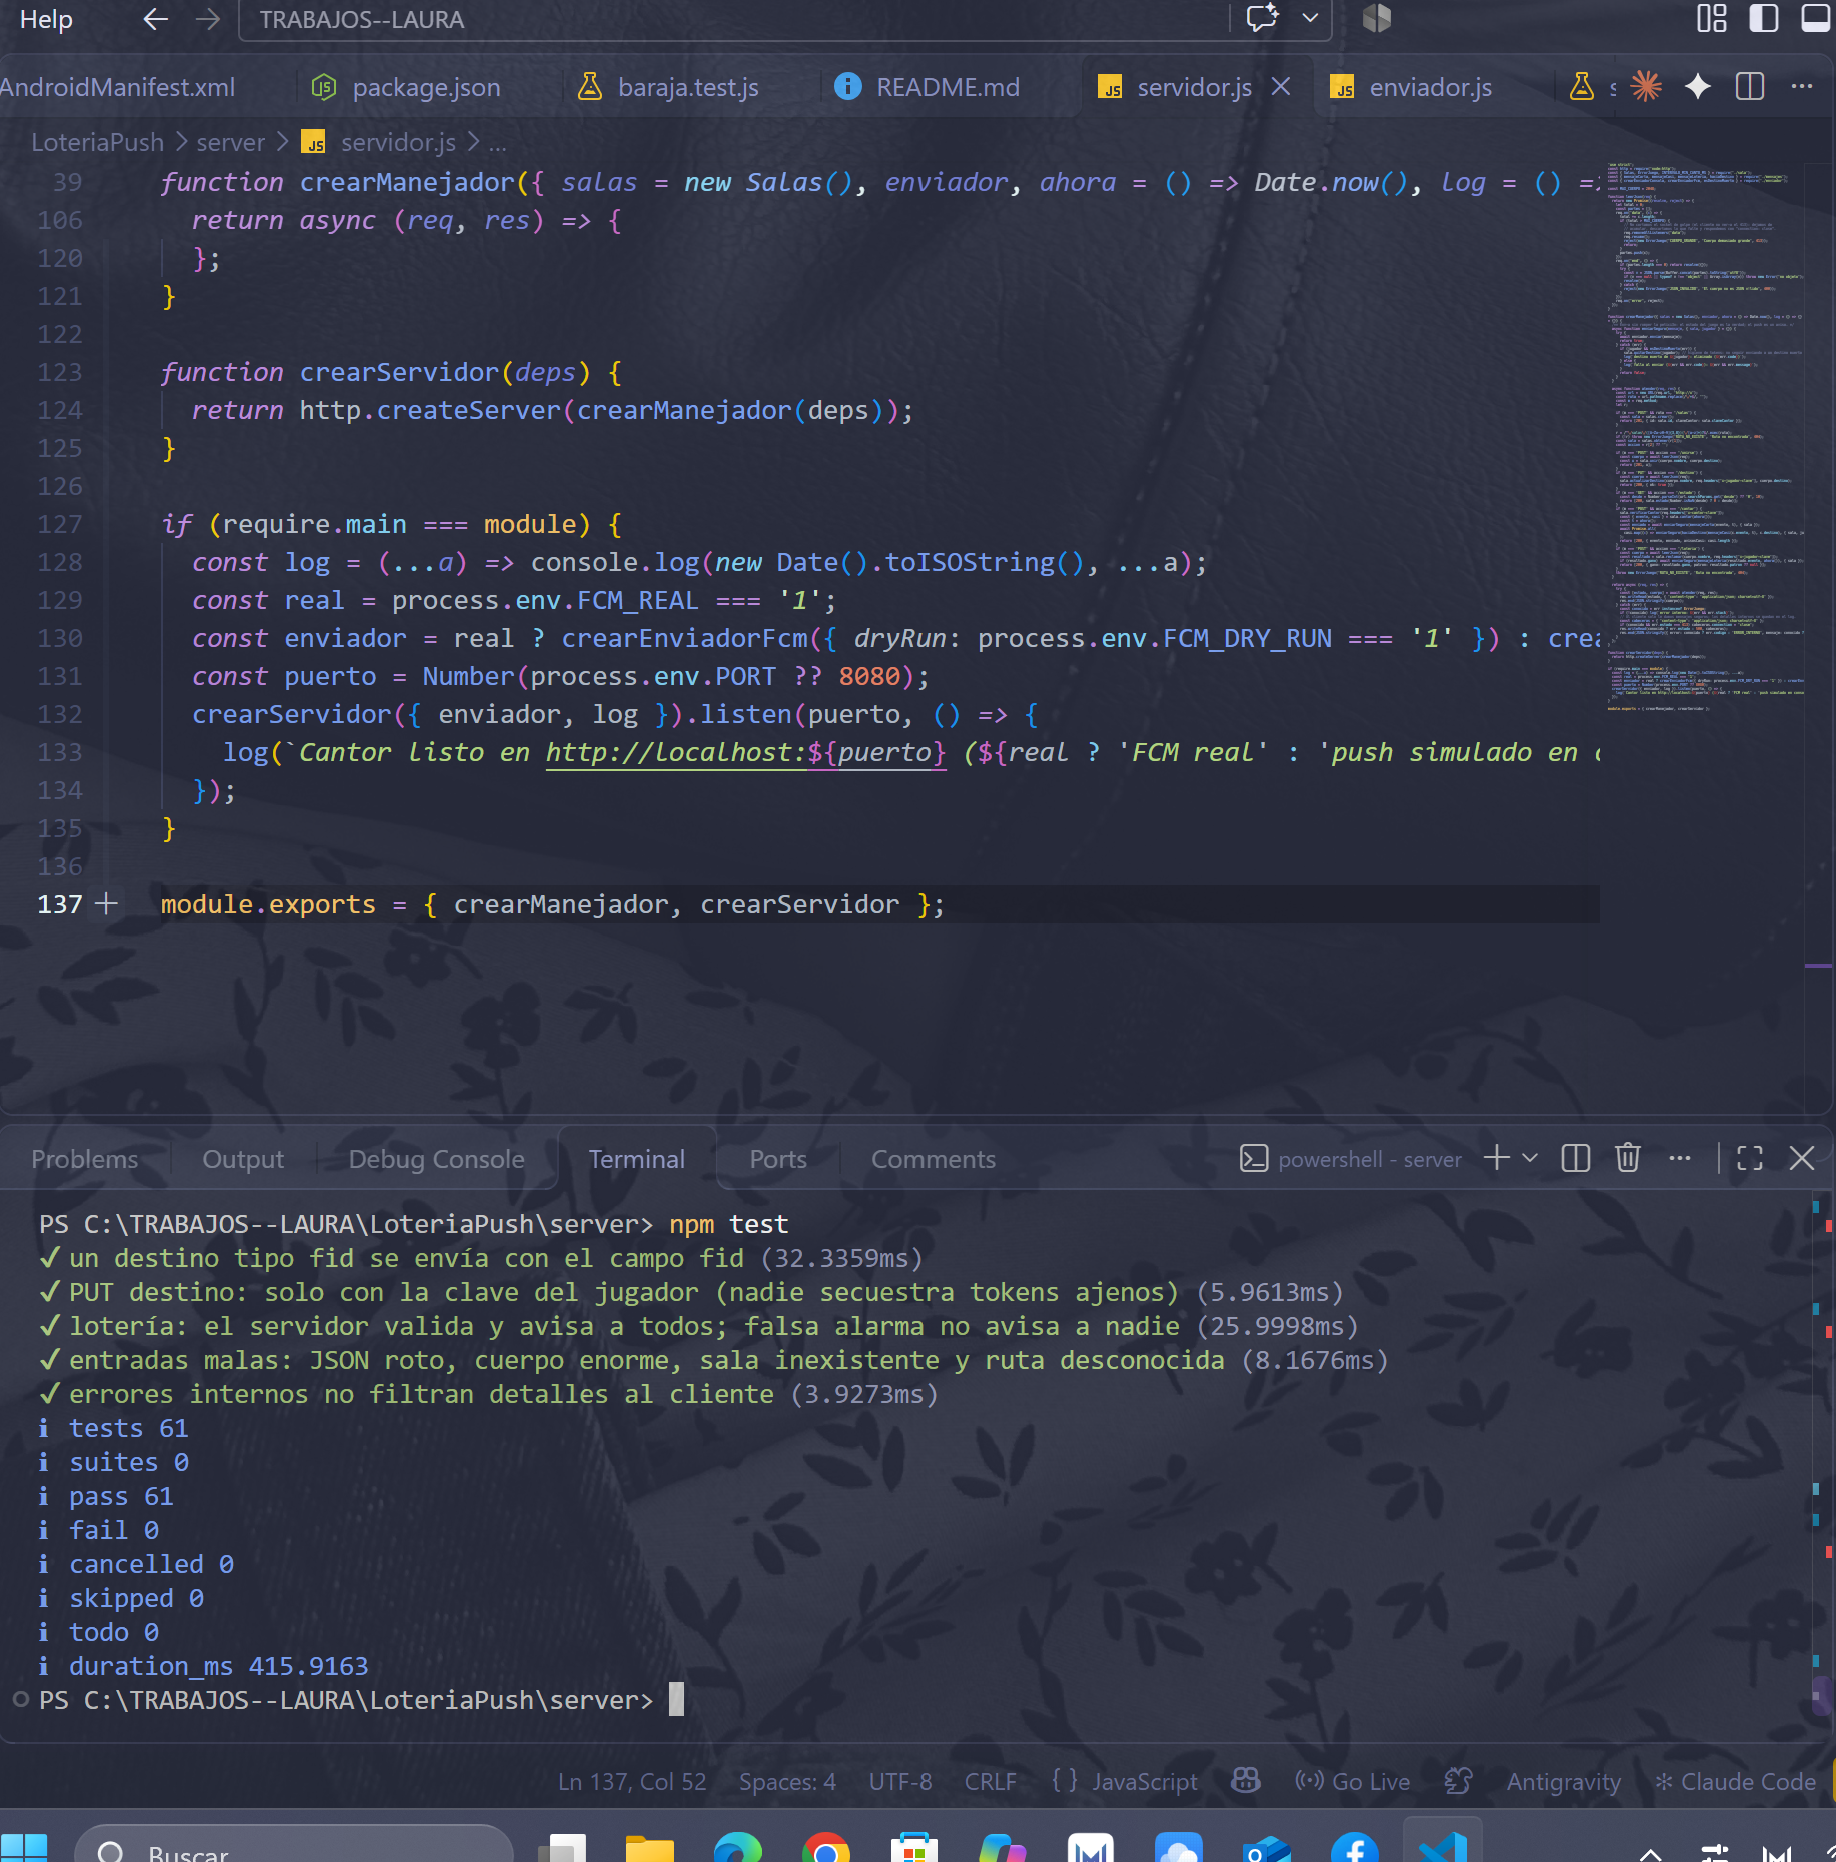 Help
TRABAJOS--LAURA
AndroidManifest.xml
package.json
baraja.test.js
README.md
servidor.js
enviador.js
LoteriaPush > server > servidor.js > ...
39 function crearManejador({ salas = new Salas(), enviador, ahora = () => Date.now(), log = () =>
106 return async (req, res) => {
120 };
121 }
122
123 function crearServidor(deps) {
124 return http.createServer(crearManejador(deps));
125 }
126
127 if (require.main === module) {
128 const log = (...a) => console.log(new Date().toISOString(), ...a);
129 const real = process.env.FCM_REAL === '1';
130 const enviador = real ? crearEnviadorFcm({ dryRun: process.env.FCM_DRY_RUN === '1' }) : crea
131 const puerto = Number(process.env.PORT ?? 8080);
132 crearServidor({ enviador, log }).listen(puerto, () => {
133 log(`Cantor listo en http://localhost:${puerto} (${real ? 'FCM real' : 'push simulado en
134 });
135 }
136
137 module.exports = { crearManejador, crearServidor };
Problems
Output
Debug Console
Terminal
Ports
Comments
powershell - server
PS C:\TRABAJOS--LAURA\LoteriaPush\server> npm test
✓ un destino tipo fid se envía con el campo fid (32.3359ms)
✓ PUT destino: solo con la clave del jugador (nadie secuestra tokens ajenos) (5.9613ms)
✓ lotería: el servidor valida y avisa a todos; falsa alarma no avisa a nadie (25.9998ms)
✓ entradas malas: JSON roto, cuerpo enorme, sala inexistente y ruta desconocida (8.1676ms)
✓ errores internos no filtran detalles al cliente (3.9273ms)
ℹ tests 61
ℹ suites 0
ℹ pass 61
ℹ fail 0
ℹ cancelled 0
ℹ skipped 0
ℹ todo 0
ℹ duration_ms 415.9163
PS C:\TRABAJOS--LAURA\LoteriaPush\server>
Ln 137, Col 52
Spaces: 4
UTF-8
CRLF
{ } JavaScript
Go Live
Antigravity
Claude Code
Buscar